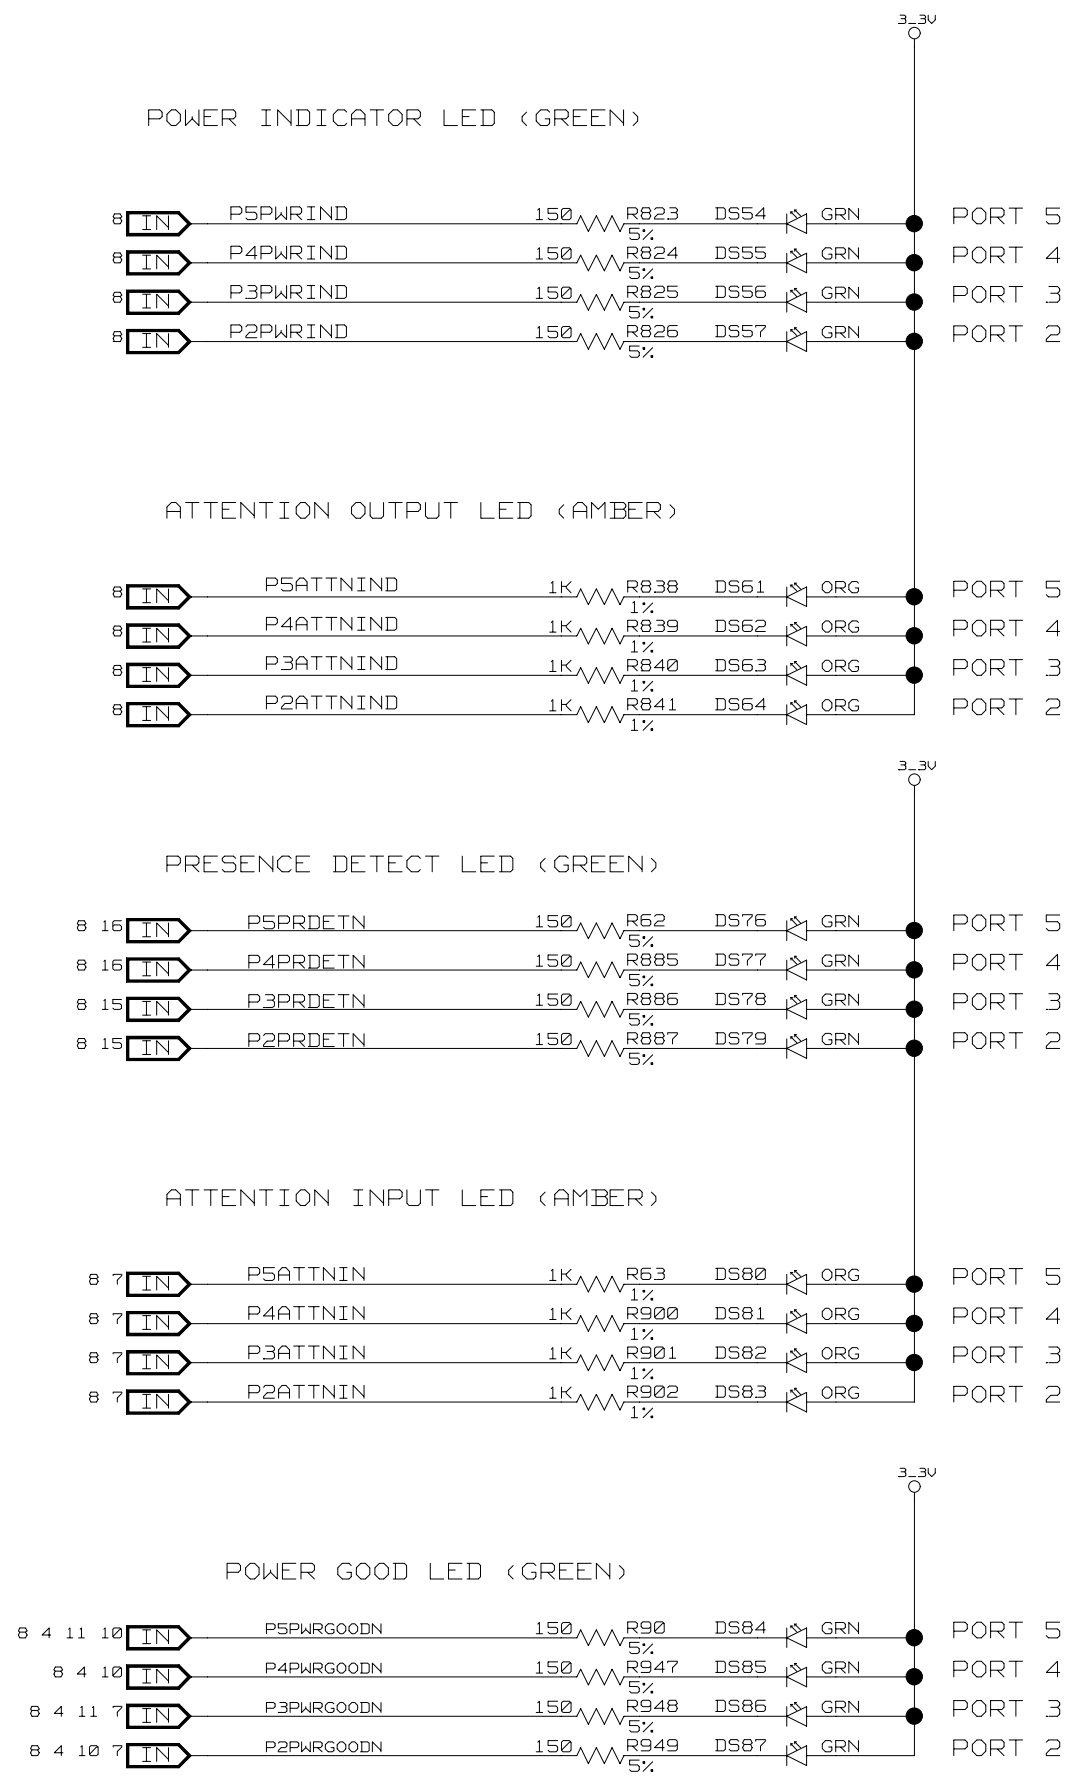 3_3V
POWER INDICATOR LED (GREEN)
8 IN P5PWRIND 150 R823 5% DS54 GRN PORT 5
8 IN P4PWRIND 150 R824 5% DS55 GRN PORT 4
8 IN P3PWRIND 150 R825 5% DS56 GRN PORT 3
8 IN P2PWRIND 150 R826 5% DS57 GRN PORT 2
ATTENTION OUTPUT LED (AMBER)
8 IN P5ATTNIND 1K R838 1% DS61 ORG PORT 5
8 IN P4ATTNIND 1K R839 1% DS62 ORG PORT 4
8 IN P3ATTNIND 1K R840 1% DS63 ORG PORT 3
8 IN P2ATTNIND 1K R841 1% DS64 ORG PORT 2
3_3V
PRESENCE DETECT LED (GREEN)
8 16 IN P5PRDETN 150 R62 5% DS76 GRN PORT 5
8 16 IN P4PRDETN 150 R885 5% DS77 GRN PORT 4
8 15 IN P3PRDETN 150 R886 5% DS78 GRN PORT 3
8 15 IN P2PRDETN 150 R887 5% DS79 GRN PORT 2
ATTENTION INPUT LED (AMBER)
8 7 IN P5ATTNIN 1K R63 1% DS80 ORG PORT 5
8 7 IN P4ATTNIN 1K R900 1% DS81 ORG PORT 4
8 7 IN P3ATTNIN 1K R901 1% DS82 ORG PORT 3
8 7 IN P2ATTNIN 1K R902 1% DS83 ORG PORT 2
3_3V
POWER GOOD LED (GREEN)
8 4 11 10 IN P5PWRGOODN 150 R90 5% DS84 GRN PORT 5
8 4 10 IN P4PWRGOODN 150 R947 5% DS85 GRN PORT 4
8 4 11 7 IN P3PWRGOODN 150 R948 5% DS86 GRN PORT 3
8 4 10 7 IN P2PWRGOODN 150 R949 5% DS87 GRN PORT 2